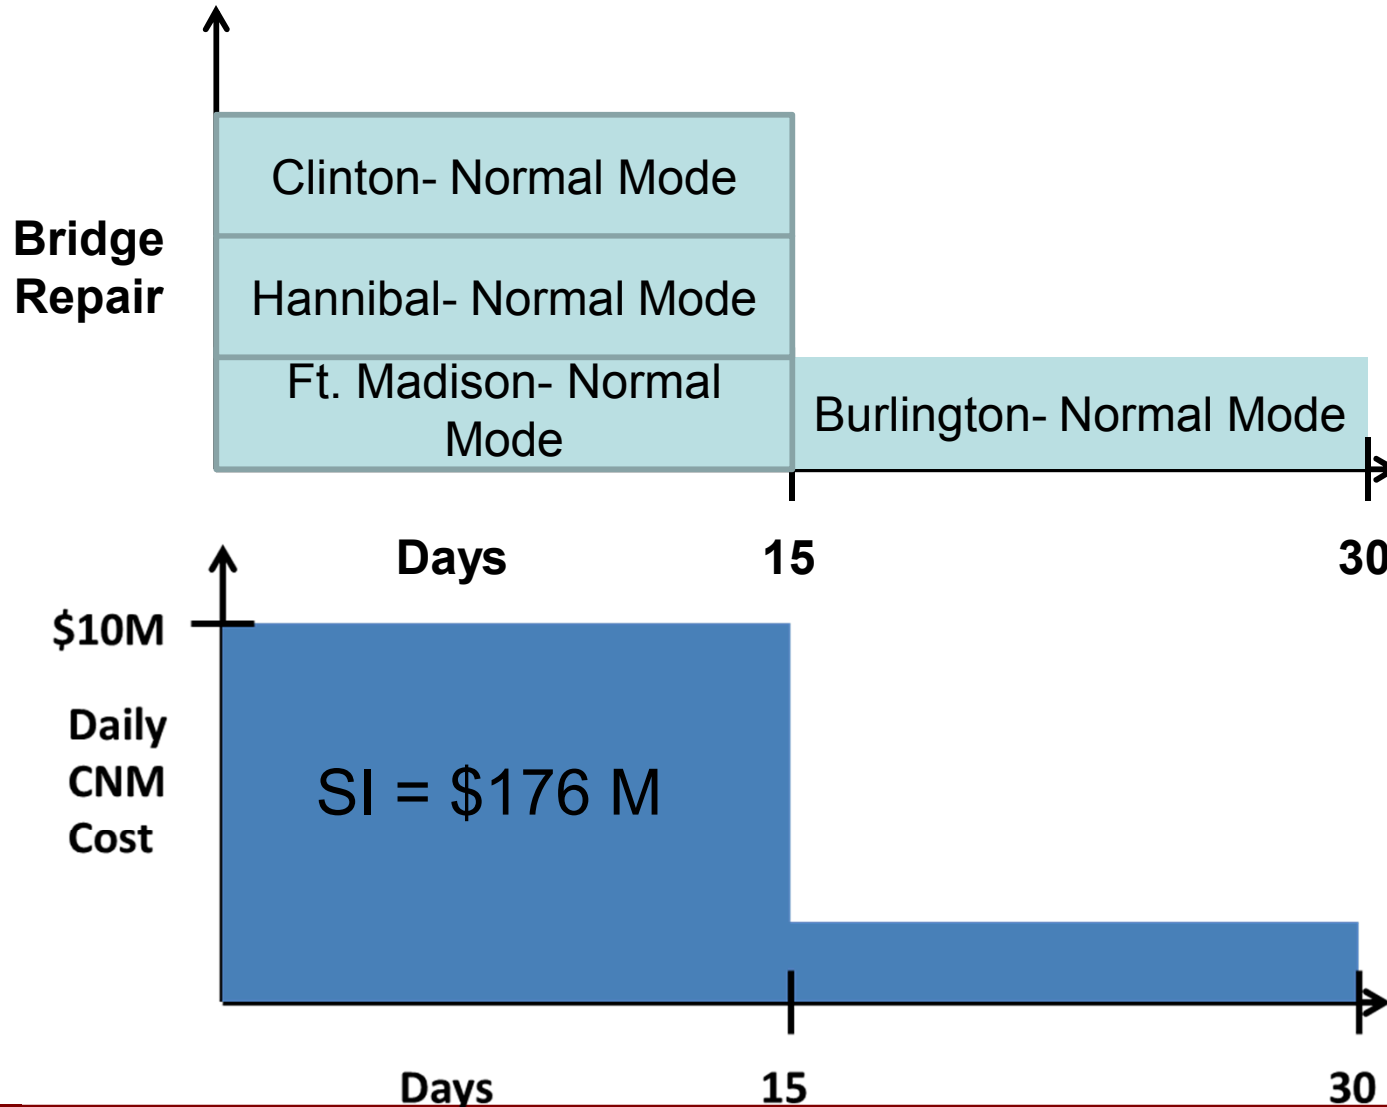 Clinton- Normal Mode
Bridge
Repair
Hannibal- Normal Mode
Ft. Madison- Normal
Mode
Burlington- Normal Mode
Days
15
30
$10M
Daily
CNM
Cost
SI = $176 M
Days
15
30